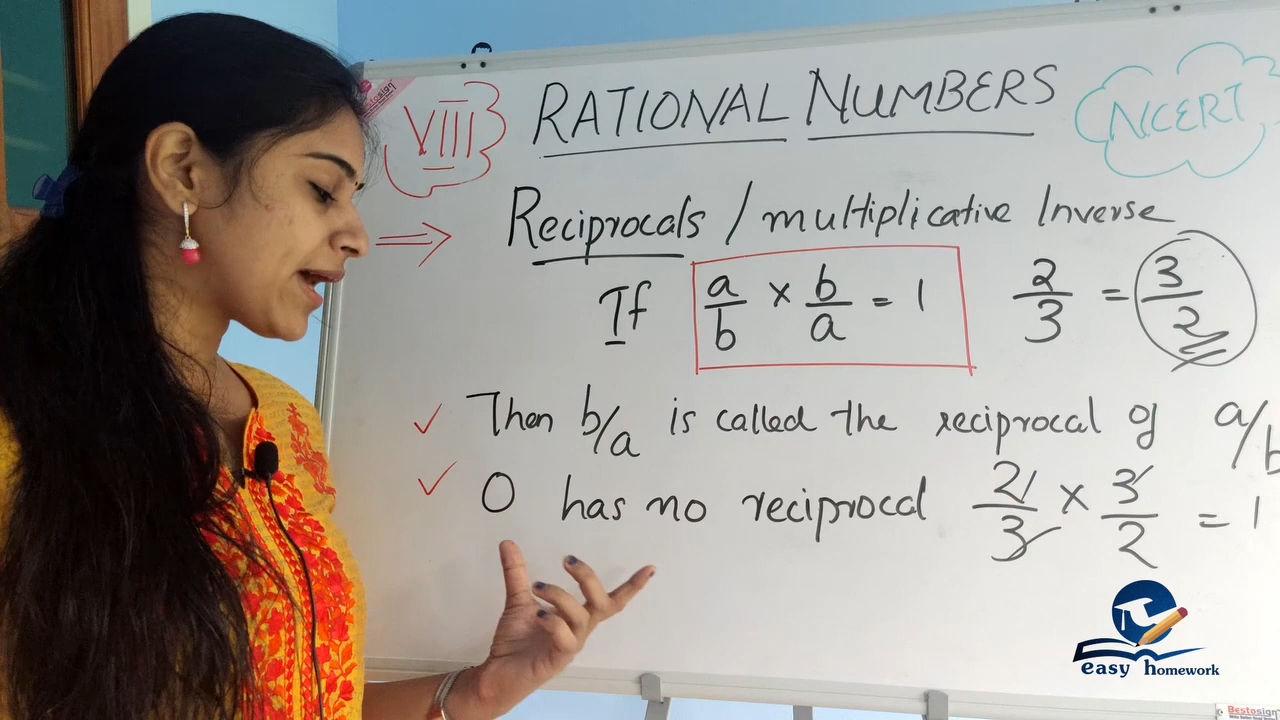 VIII RATIONAL NUMBERS NCERT
⇒ Reciprocals / multiplicative Inverse
If a/b × b/a = 1 2/3 = 3/2
✓ Then b/a is called the reciprocal of a/b
✓ 0 has no reciprocal 2/3 × 3/2 = 1
easy homework
Bestosign